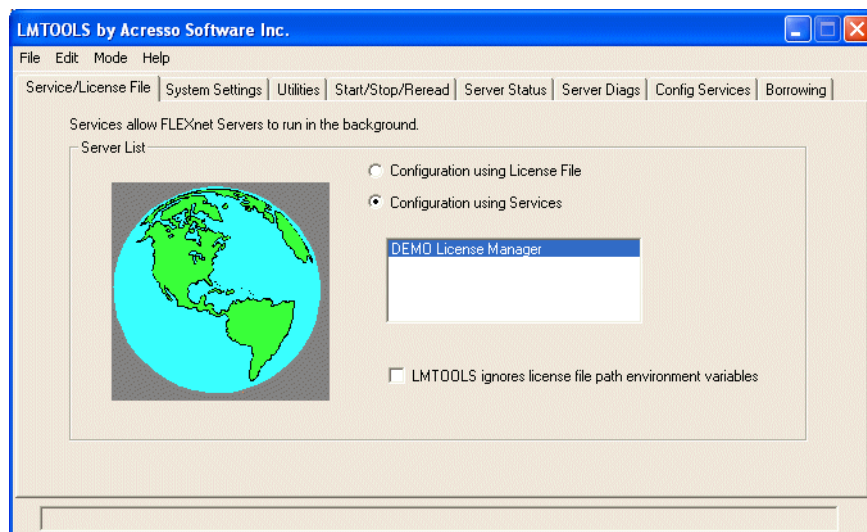 LMTOOLS by Acresso Software Inc.
File Edit Mode Help
Service/License File System Settings Utilities Start/Stop/Reread Server Status Server Diags Config Services Borrowing
Services allow FLEXnet Servers to run in the background.
Server List
Configuration using License File
Configuration using Services
DEMO License Manager
LMTOOLS ignores license file path environment variables